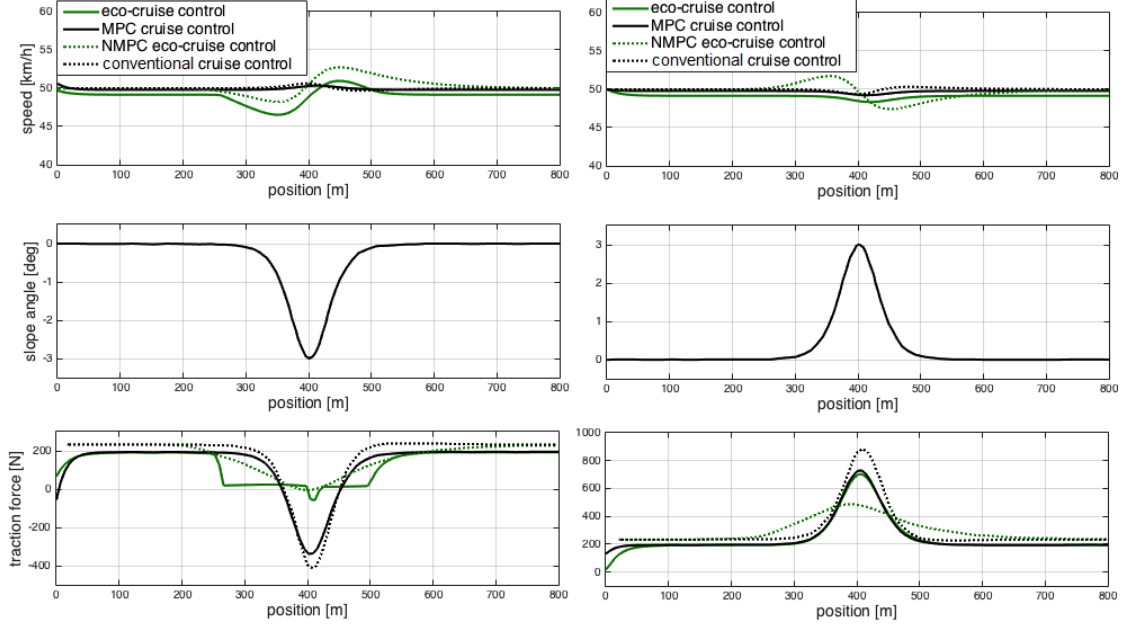 eco-cruise control
MPC cruise control
NMPC eco-cruise control
conventional cruise control
60
55
50
45
40
speed [km/h]
0 100 200 300 400 500 600 700 800
position [m]
eco-cruise control
MPC cruise control
NMPC eco-cruise control
conventional cruise control
60
55
50
45
40
0 100 200 300 400 500 600 700 800
position [m]
0
-1
-2
-3
slope angle [deg]
0 100 200 300 400 500 600 700 800
position [m]
3
2
1
0
0 100 200 300 400 500 600 700 800
position [m]
200
0
-200
-400
traction force [N]
0 100 200 300 400 500 600 700 800
position [m]
1000
800
600
400
200
0
0 100 200 300 400 500 600 700 800
position [m]